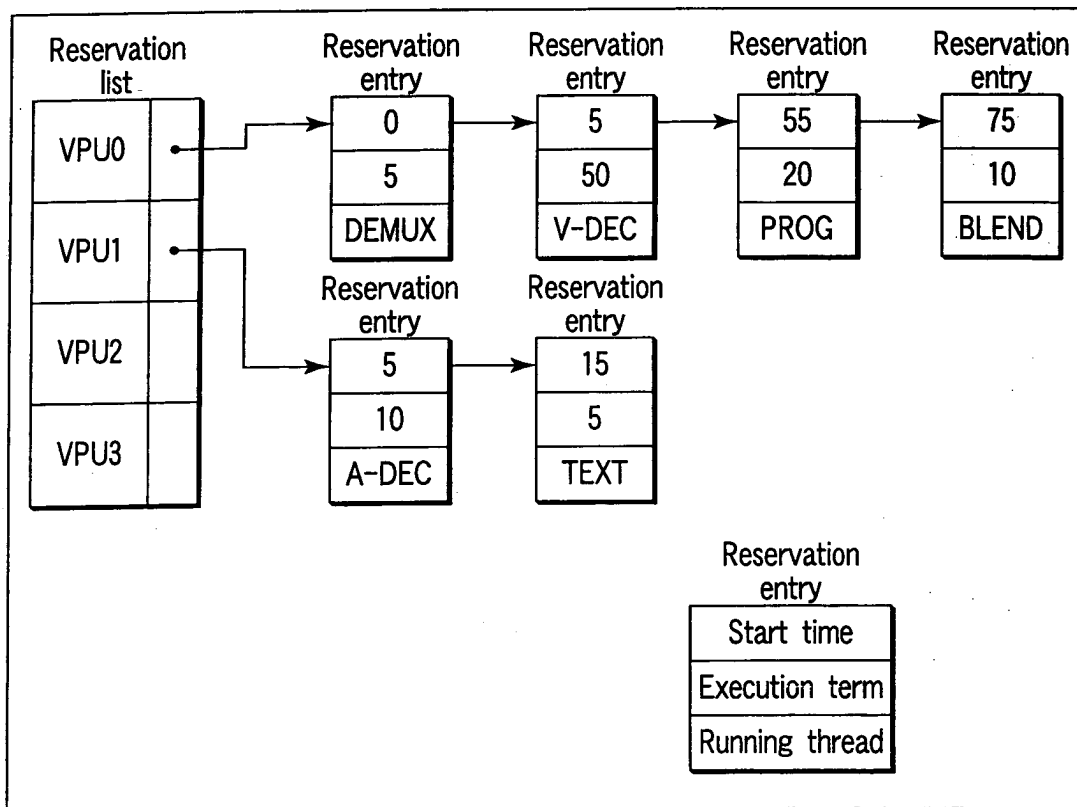 Reservation
list
VPU0
VPU1
VPU2
VPU3
Reservation
entry
0
5
DEMUX
Reservation
entry
5
50
V-DEC
Reservation
entry
55
20
PROG
Reservation
entry
75
10
BLEND
Reservation
entry
5
10
A-DEC
Reservation
entry
15
5
TEXT
Reservation
entry
Start time
Execution term
Running thread